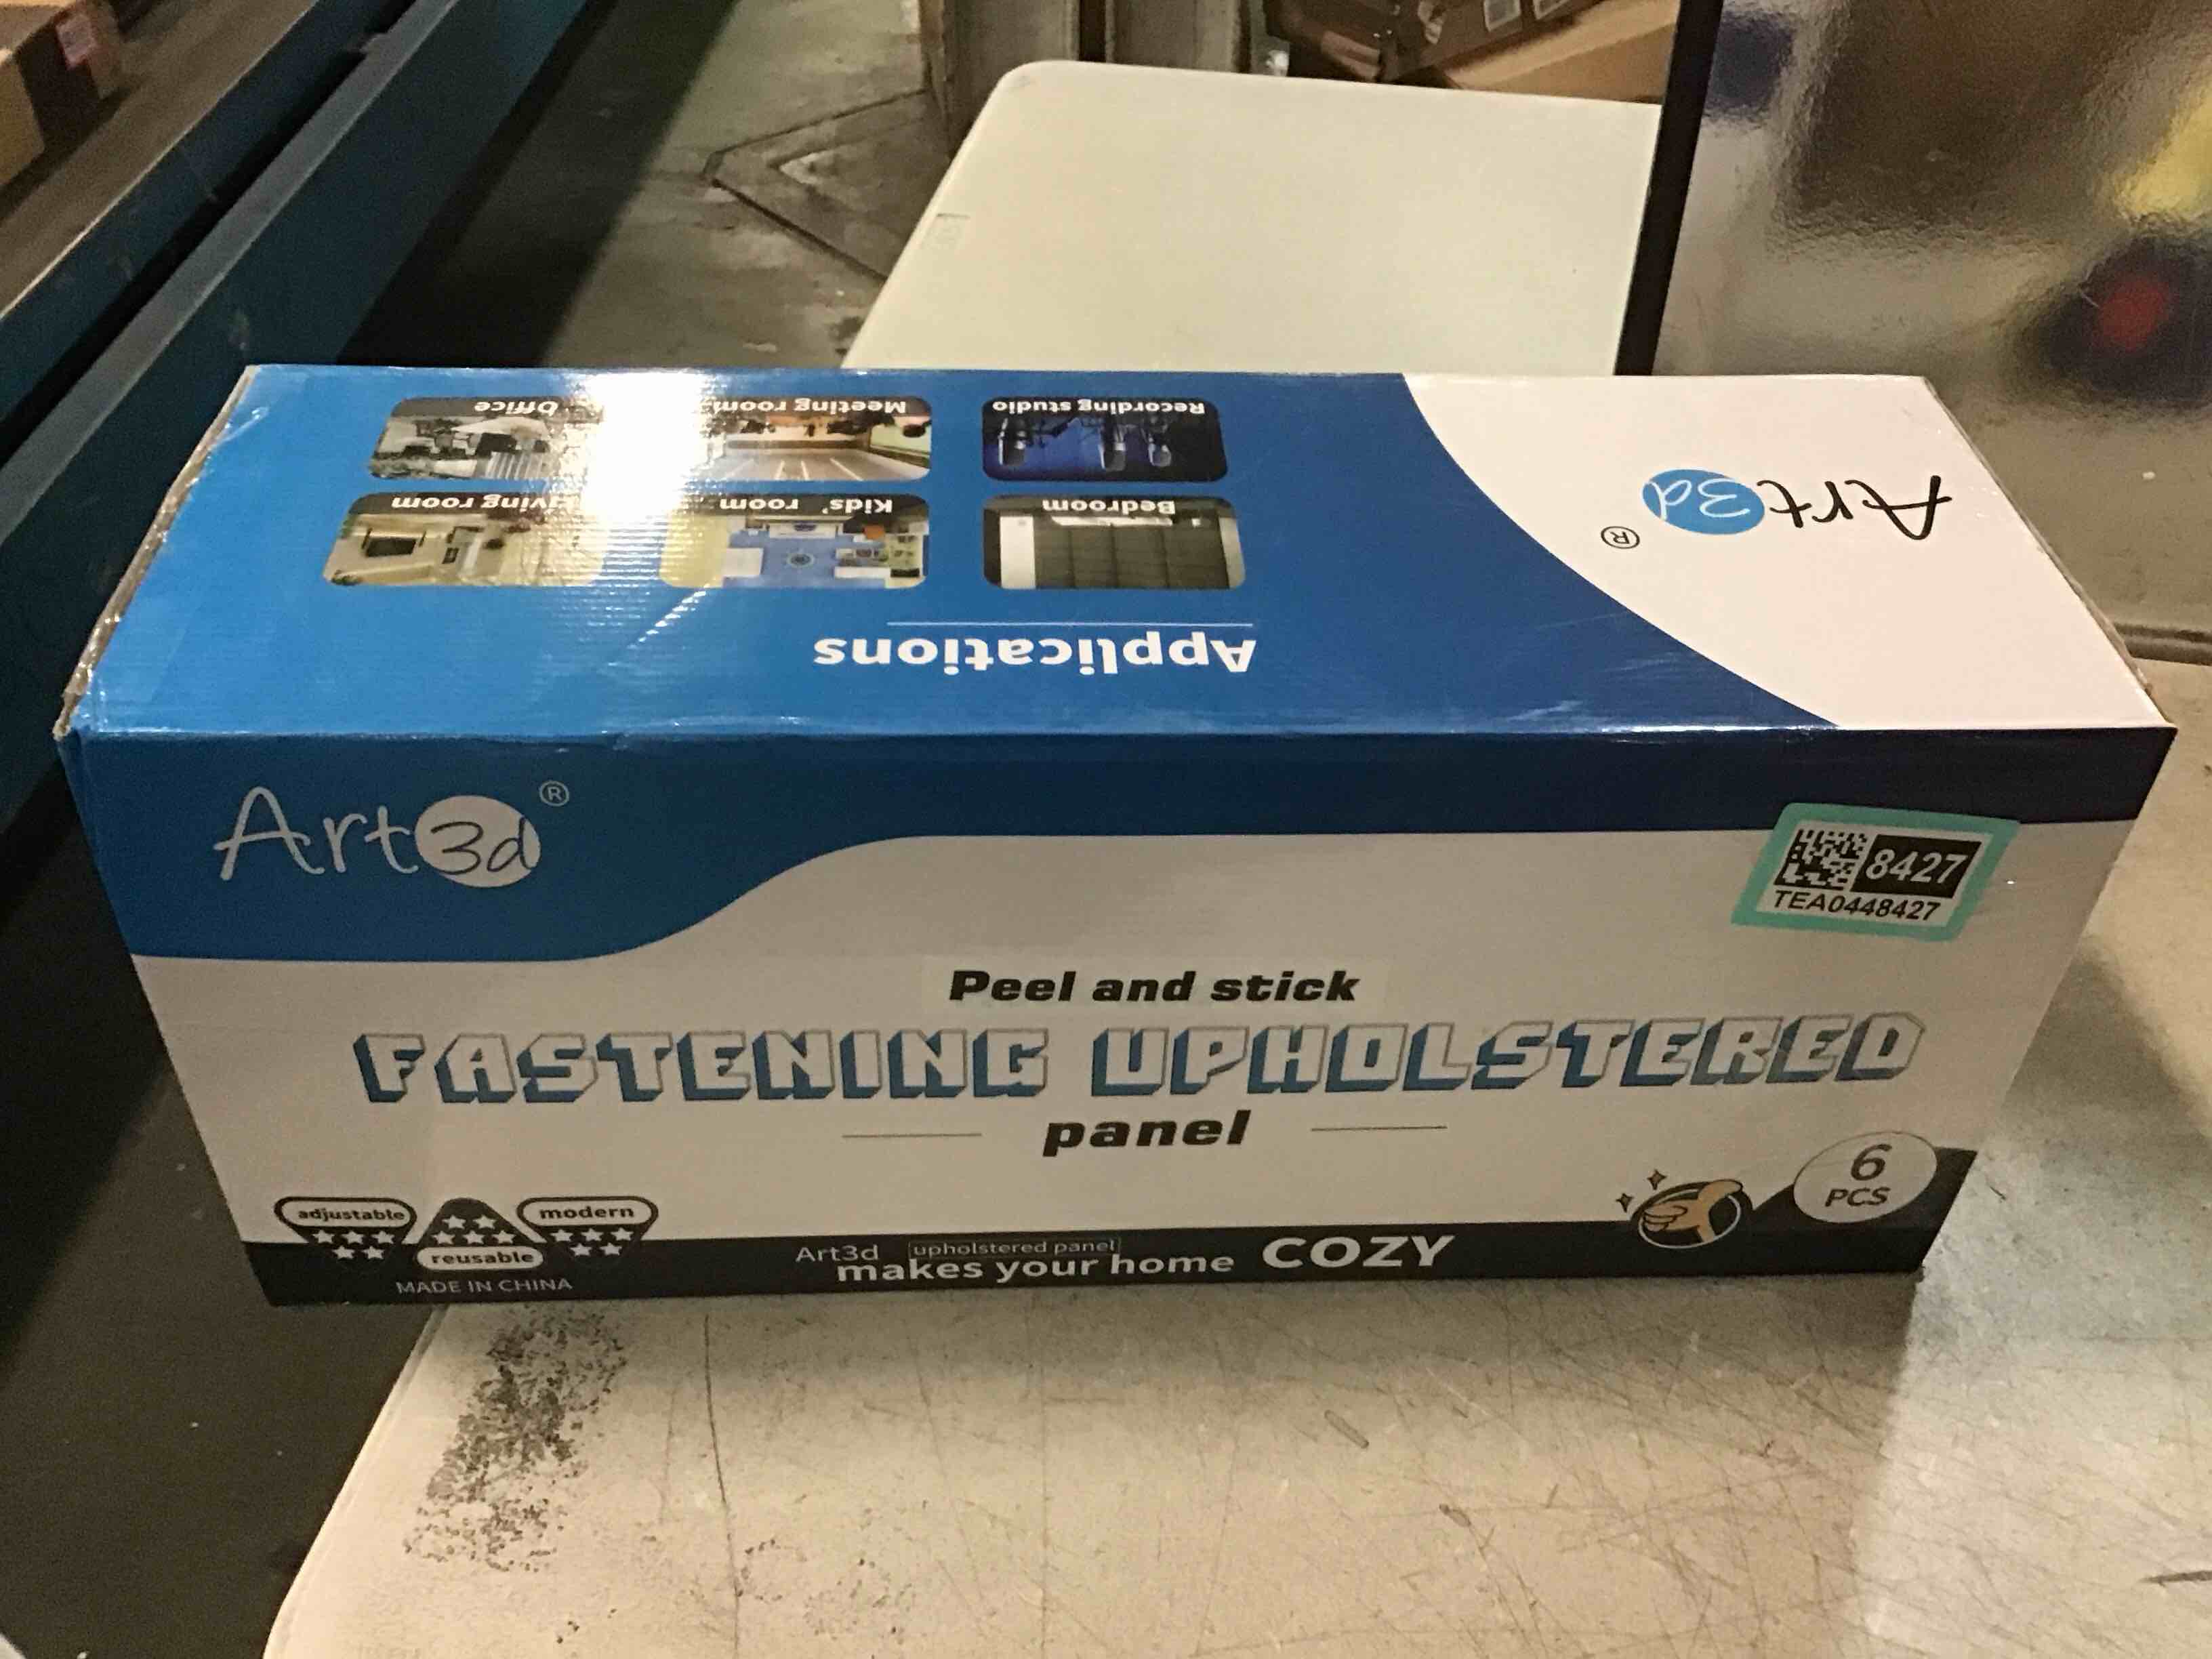 Office
Meeting room
Recording studio
Living room
Kids' room
Bedroom
Applications
Art3d®
Art3d®
8427
TEA0448427
Peel and stick
FASTENING UPHOLSTERED
panel
6
PCS
adjustable
modern
reusable
MADE IN CHINA
Art3d upholstered panel
makes your home COZY